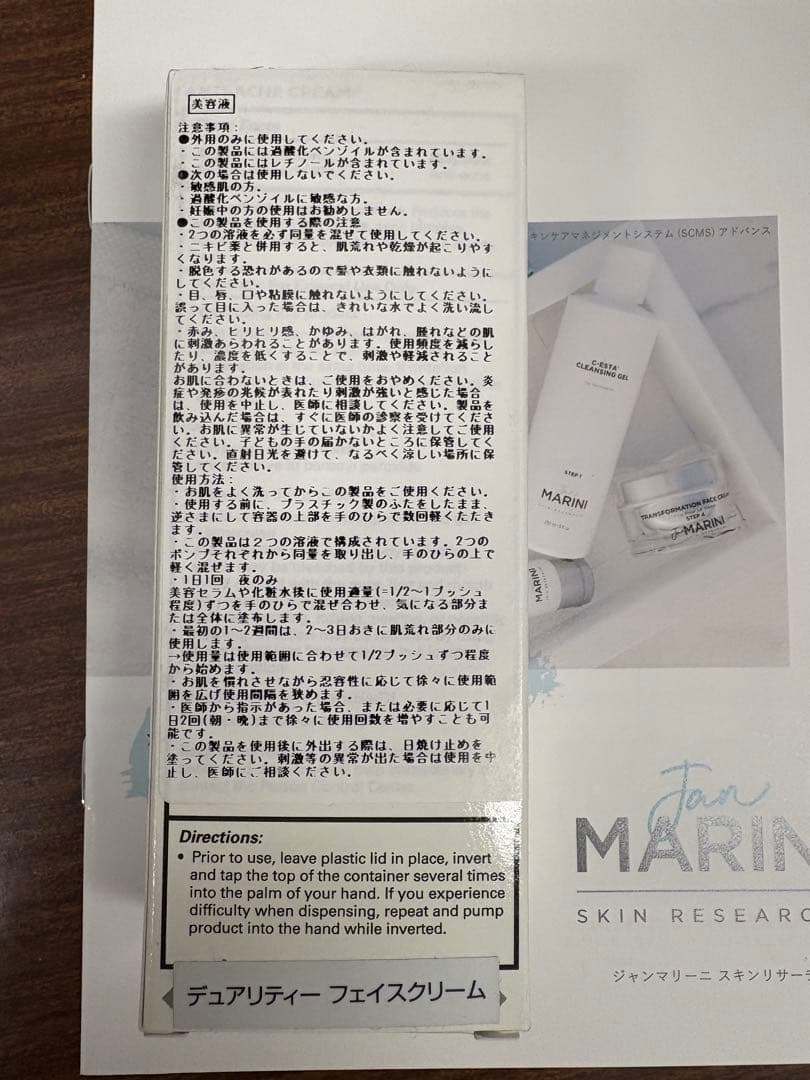 美容液
注意事項：
●外用のみに使用してください。
・この製品には過酸化ベンゾイルが含まれています。
・この製品にはレチノールが含まれています。
●次の場合は使用しないでください。
・敏感肌の方。
・過酸化ベンゾイルに敏感な方。
・妊娠中の方の使用はお勧めしません。
●この製品を使用する際の注意
・2つの溶液を必ず同量を混ぜて使用してください。
・ニキビ薬と併用すると、肌荒れや乾燥が起こりやす
くなります。
・脱色する恐れがあるので髪や衣類に触れないように
してください。
・目、唇、口や粘膜に触れないようにしてください。
誤って目に入った場合は、きれいな水でよく洗い流し
てください。
・赤み、ヒリヒリ感、かゆみ、はがれ、腫れなどの肌
に刺激あらわれることがあります。使用頻度を減らし
たり、濃度を低くすることで、刺激や軽減されること
があります。
お肌に合わないときは、ご使用をおやめください。炎
症や発疹の兆候が表れたり刺激が強いと感じた場合
は、使用を中止し、医師に相談してください。製品を
飲み込んだ場合は、すぐに医師の診察を受けてくださ
い。お肌に異常が生じていないかよく注意してご使用
ください。子どもの手の届かないところに保管してく
ださい。直射日光を避けて、なるべく涼しい場所に保
管してください。
使用方法：
・お肌をよく洗ってからこの製品をご使用ください。
・使用する前に、プラスチック製のふたをしたまま、
逆さまにして容器の上部を手のひらで数回軽くたたき
ます。
・この製品は２つの溶液で構成されています。2つの
ポンプそれぞれから同量を取り出し、手のひらの上で
軽く混ぜます。
・1日1回　夜のみ
美容セラムや化粧水後に使用適量(=1/2～1プッシュ
程度)ずつを手のひらで混ぜ合わせ、気になる部分ま
たは全体に塗布します。
・最初の1～2週間は、2～3日おきに肌荒れ部分のみに
使用します。
→使用量は使用範囲に合わせて1/2プッシュずつ程度
から始めます。
・お肌を慣れさせながら忍容性に応じて徐々に使用範
囲を広げ使用間隔を狭めます。
・医師から指示があった場合、または必要に応じて1
日2回(朝・晩)まで徐々に使用回数を増やすことも可
能です。
・この製品を使用後に外出する際は、日焼け止めを
塗ってください。刺激等の異常が出た場合は使用を中
止し、医師にご相談ください。
Directions:
• Prior to use, leave plastic lid in place, invert
and tap the top of the container several times
into the palm of your hand. If you experience
difficulty when dispensing, repeat and pump
product into the hand while inverted.
デュアリティー フェイスクリーム
キンケアマネジメントシステム (SCMS) アドバンス
C-ESTA
CLEANSING GEL
STEP 1
MARINI
TRANSFORMATION FACE CREAM
STEP 4
Jan MARINI
MARINI
Jan
MARIN
SKIN RESEARC
ジャンマリーニ スキンリサーチ